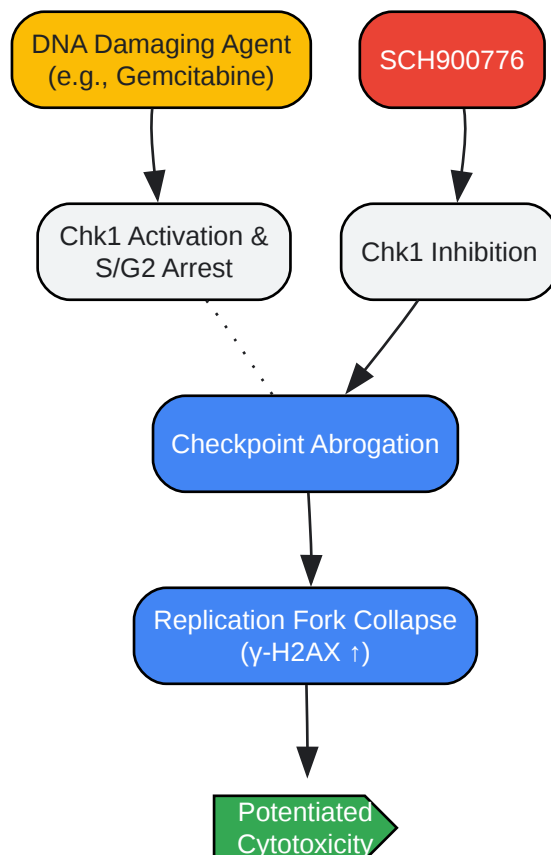 DNA Damaging Agent
(e.g., Gemcitabine)
SCH900776
Chk1 Activation &
S/G2 Arrest
Chk1 Inhibition
Checkpoint Abrogation
Replication Fork Collapse
(γ-H2AX ↑)
Potentiated
Cytotoxicity